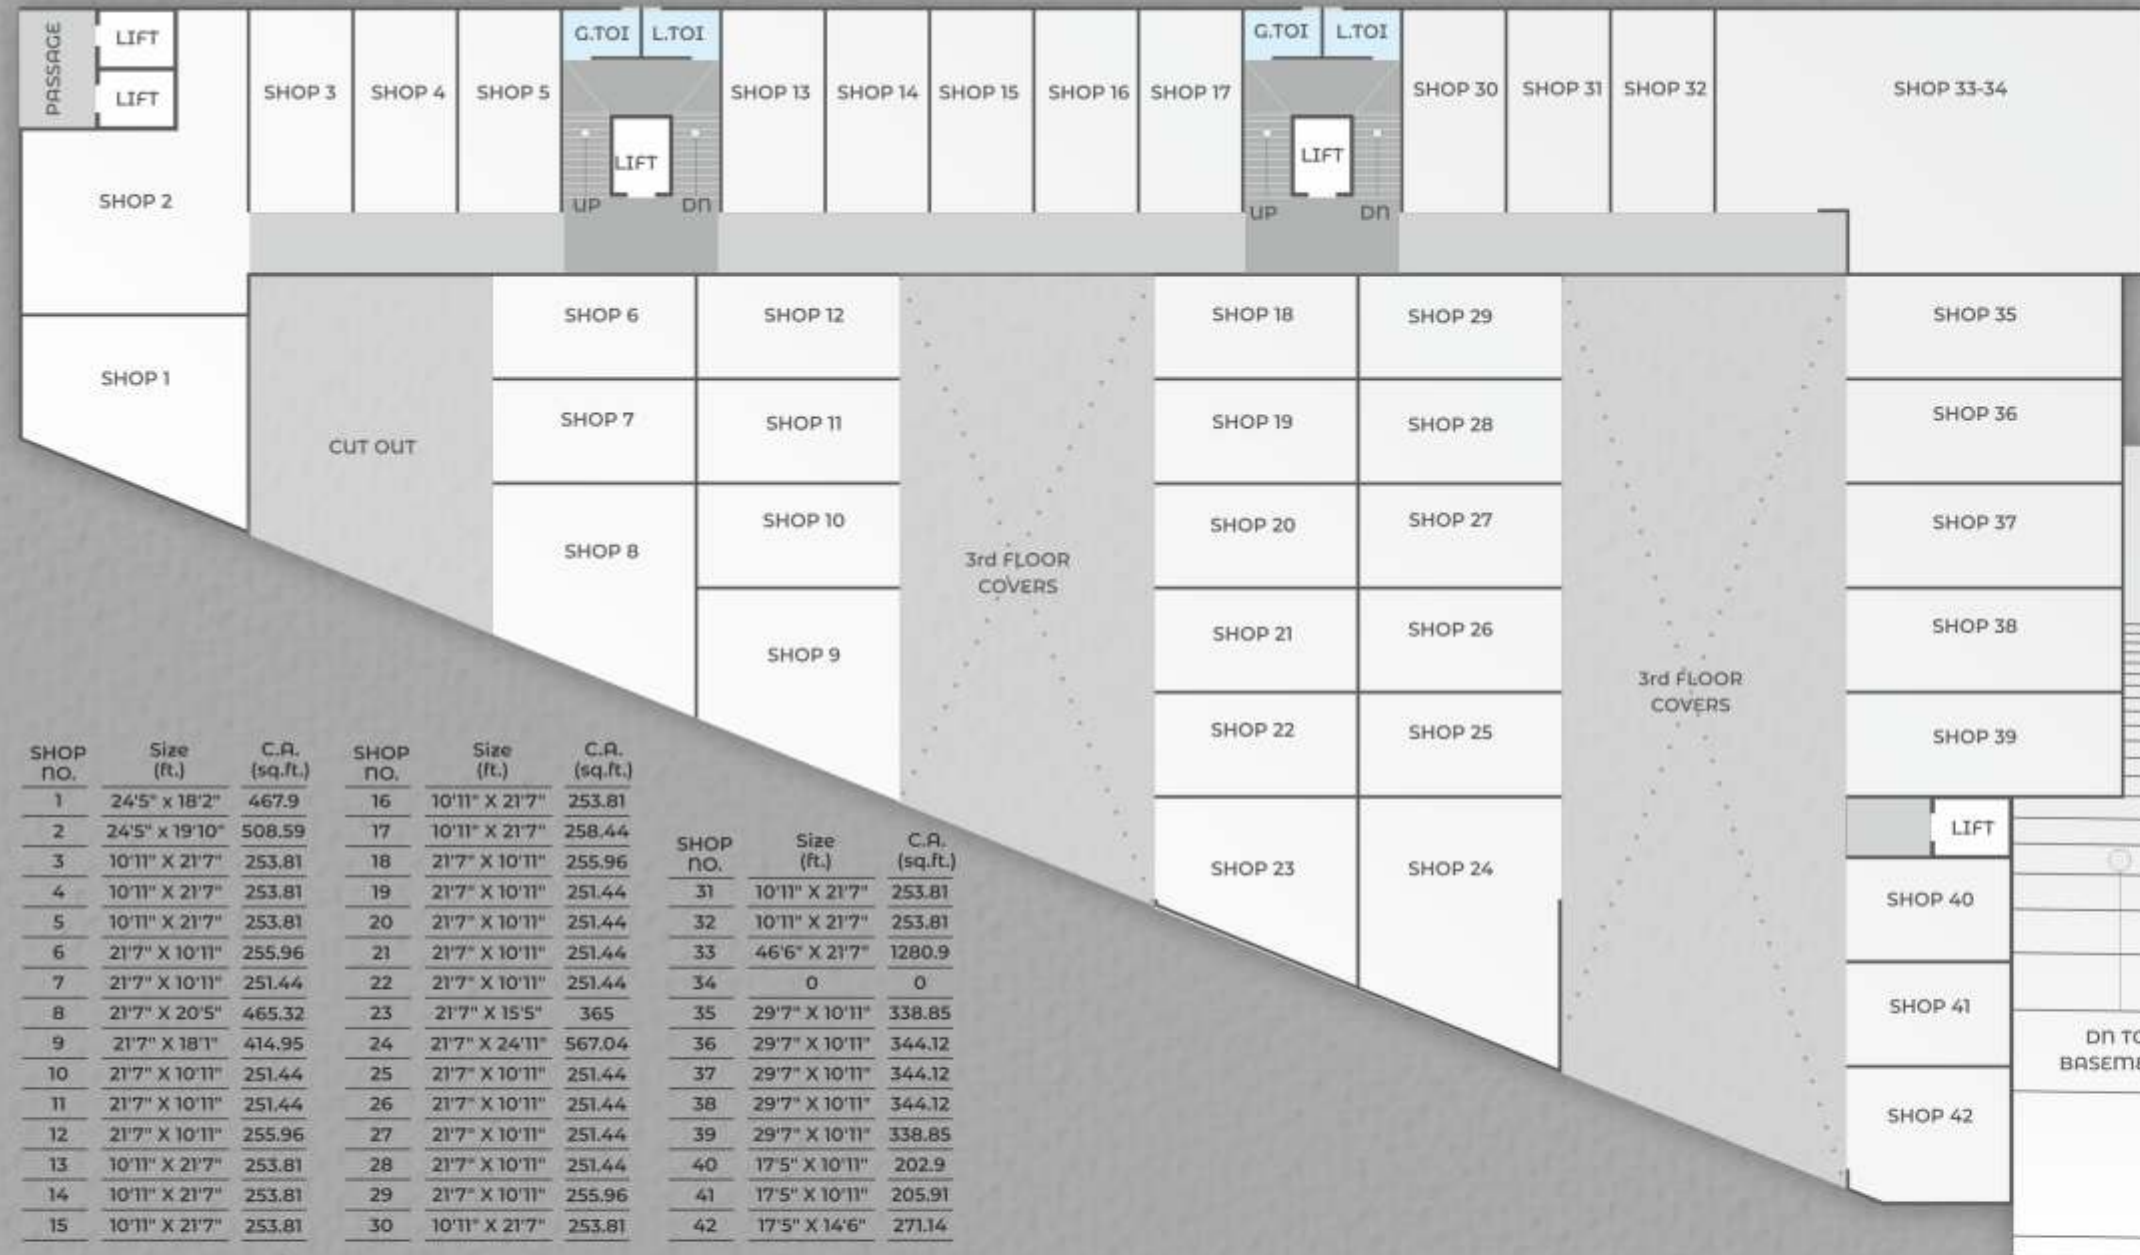 PASSAGE
LIFT
LIFT
G.TOI L.TOI
G.TOI L.TOI
SHOP 3 SHOP 4 SHOP 5 SHOP 13 SHOP 14 SHOP 15 SHOP 16 SHOP 17 SHOP 30 SHOP 31 SHOP 32 SHOP 33-34
LIFT
LIFT
UP DN
UP DN
SHOP 2
SHOP 1
SHOP 6 SHOP 12 SHOP 18 SHOP 29 SHOP 35
SHOP 7 SHOP 11 SHOP 19 SHOP 28 SHOP 36
CUT OUT
SHOP 8 SHOP 10 SHOP 20 SHOP 27 SHOP 37
3rd FLOOR
COVERS
SHOP 9 SHOP 21 SHOP 26 SHOP 38
3rd FLOOR
COVERS
SHOP 22 SHOP 25 SHOP 39
LIFT
SHOP 23 SHOP 24 SHOP 40
SHOP 41
DN TO
BASEME
SHOP 42
SHOP NO. Size (ft.) C.A. (sq.ft.)
1 24'5" x 18'2" 467.9
2 24'5" x 19'10" 508.59
3 10'11" X 21'7" 253.81
4 10'11" X 21'7" 253.81
5 10'11" X 21'7" 253.81
6 21'7" X 10'11" 255.96
7 21'7" X 10'11" 251.44
8 21'7" X 20'5" 465.32
9 21'7" X 18'1" 414.95
10 21'7" X 10'11" 251.44
11 21'7" X 10'11" 251.44
12 21'7" X 10'11" 255.96
13 10'11" X 21'7" 253.81
14 10'11" X 21'7" 253.81
15 10'11" X 21'7" 253.81
SHOP NO. Size (ft.) C.A. (sq.ft.)
16 10'11" X 21'7" 253.81
17 10'11" X 21'7" 258.44
18 21'7" X 10'11" 255.96
19 21'7" X 10'11" 251.44
20 21'7" X 10'11" 251.44
21 21'7" X 10'11" 251.44
22 21'7" X 10'11" 251.44
23 21'7" X 15'5" 365
24 21'7" X 24'11" 567.04
25 21'7" X 10'11" 251.44
26 21'7" X 10'11" 251.44
27 21'7" X 10'11" 251.44
28 21'7" X 10'11" 251.44
29 21'7" X 10'11" 255.96
30 10'11" X 21'7" 253.81
SHOP NO. Size (ft.) C.A. (sq.ft.)
31 10'11" X 21'7" 253.81
32 10'11" X 21'7" 253.81
33 46'6" X 21'7" 1280.9
34 0 0
35 29'7" X 10'11" 338.85
36 29'7" X 10'11" 344.12
37 29'7" X 10'11" 344.12
38 29'7" X 10'11" 344.12
39 29'7" X 10'11" 338.85
40 17'5" X 10'11" 202.9
41 17'5" X 10'11" 205.91
42 17'5" X 14'6" 271.14